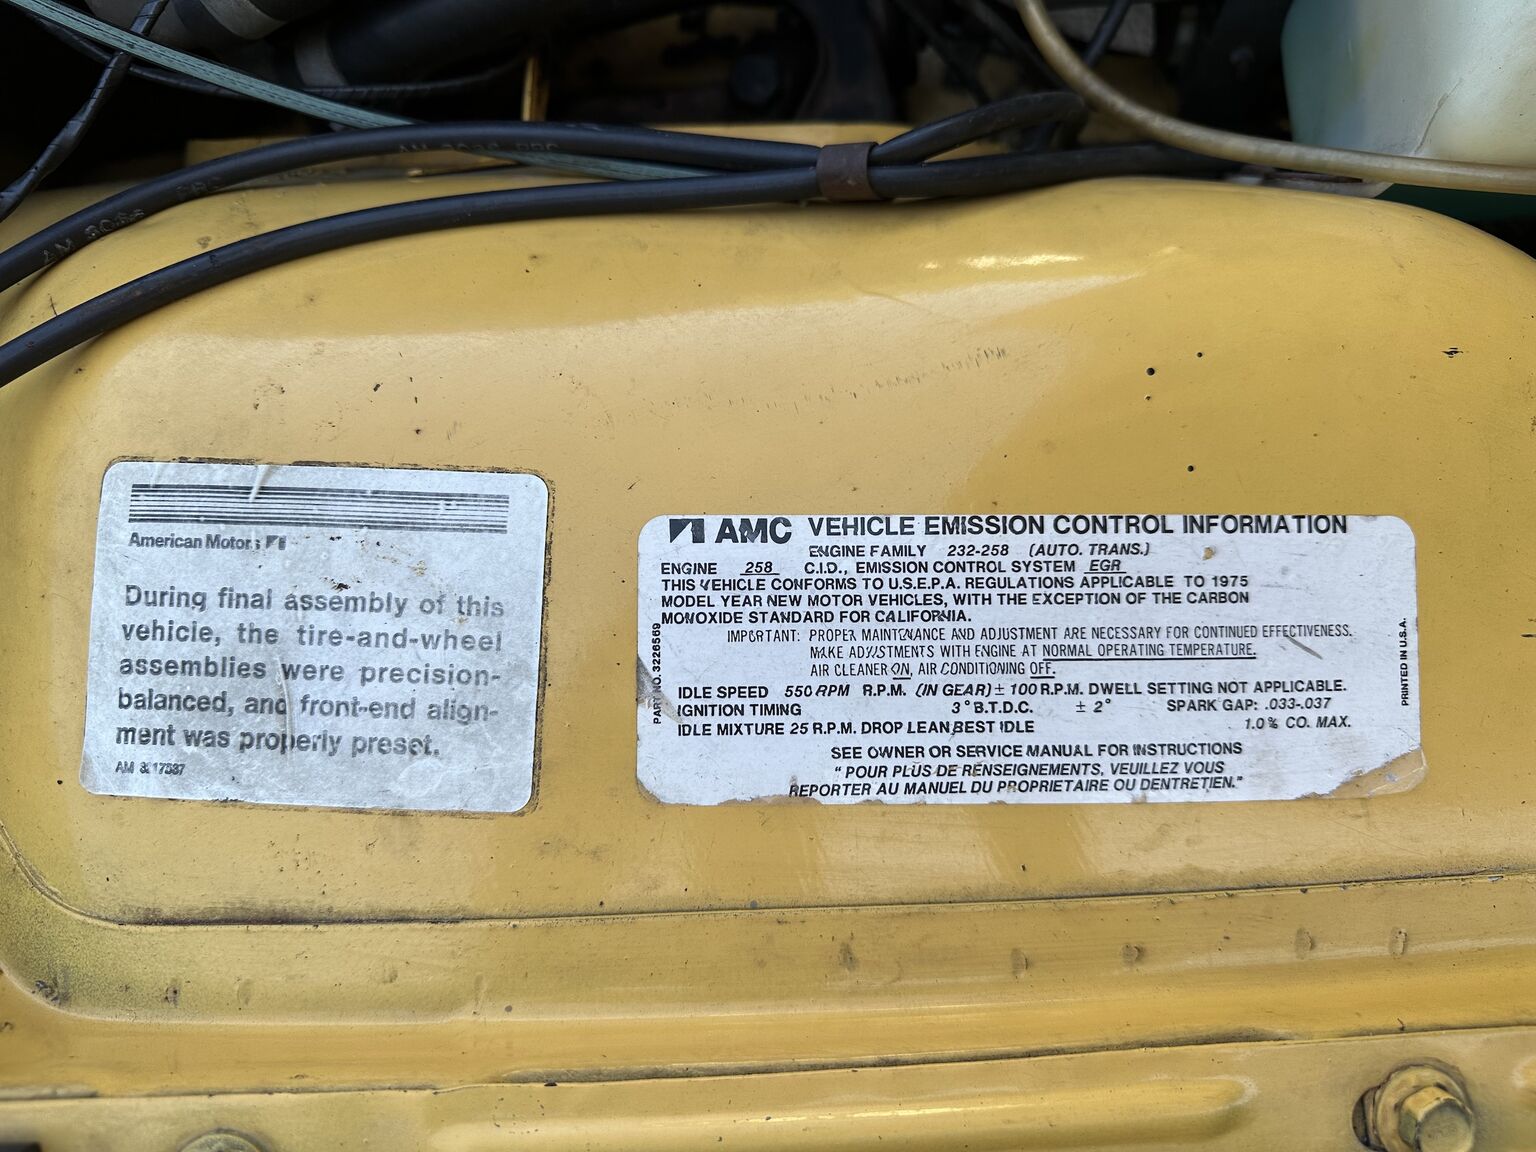 American Motors
During final assembly of this
vehicle, the tire-and-wheel
assemblies were precision-
balanced, and front-end align-
ment was properly preset.
AM
AMC VEHICLE EMISSION CONTROL INFORMATION
ENGINE FAMILY 232-258 (AUTO. TRANS.)
ENGINE 258 C.I.D., EMISSION CONTROL SYSTEM EGR
THIS VEHICLE CONFORMS TO U.S.E.P.A. REGULATIONS APPLICABLE TO 1975
MODEL YEAR NEW MOTOR VEHICLES, WITH THE EXCEPTION OF THE CARBON
MONOXIDE STANDARD FOR CALIFORNIA.
IMPORTANT: PROPER MAINTENANCE AND ADJUSTMENT ARE NECESSARY FOR CONTINUED EFFECTIVENESS.
MAKE ADJUSTMENTS WITH ENGINE AT NORMAL OPERATING TEMPERATURE.
AIR CLEANER ON, AIR CONDITIONING OFF.
IDLE SPEED 550 RPM R.P.M. (IN GEAR) ± 100 R.P.M. DWELL SETTING NOT APPLICABLE.
IGNITION TIMING 3° B.T.D.C. ± 2° SPARK GAP: .033-.037
IDLE MIXTURE 25 R.P.M. DROP LEAN BEST IDLE 1.0% CO. MAX.
SEE OWNER OR SERVICE MANUAL FOR INSTRUCTIONS
"POUR PLUS DE RENSEIGNEMENTS, VEUILLEZ VOUS
REPORTER AU MANUEL DU PROPRIETAIRE OU DENTRETIEN."
PART NO. 3226569
PRINTED IN U.S.A.